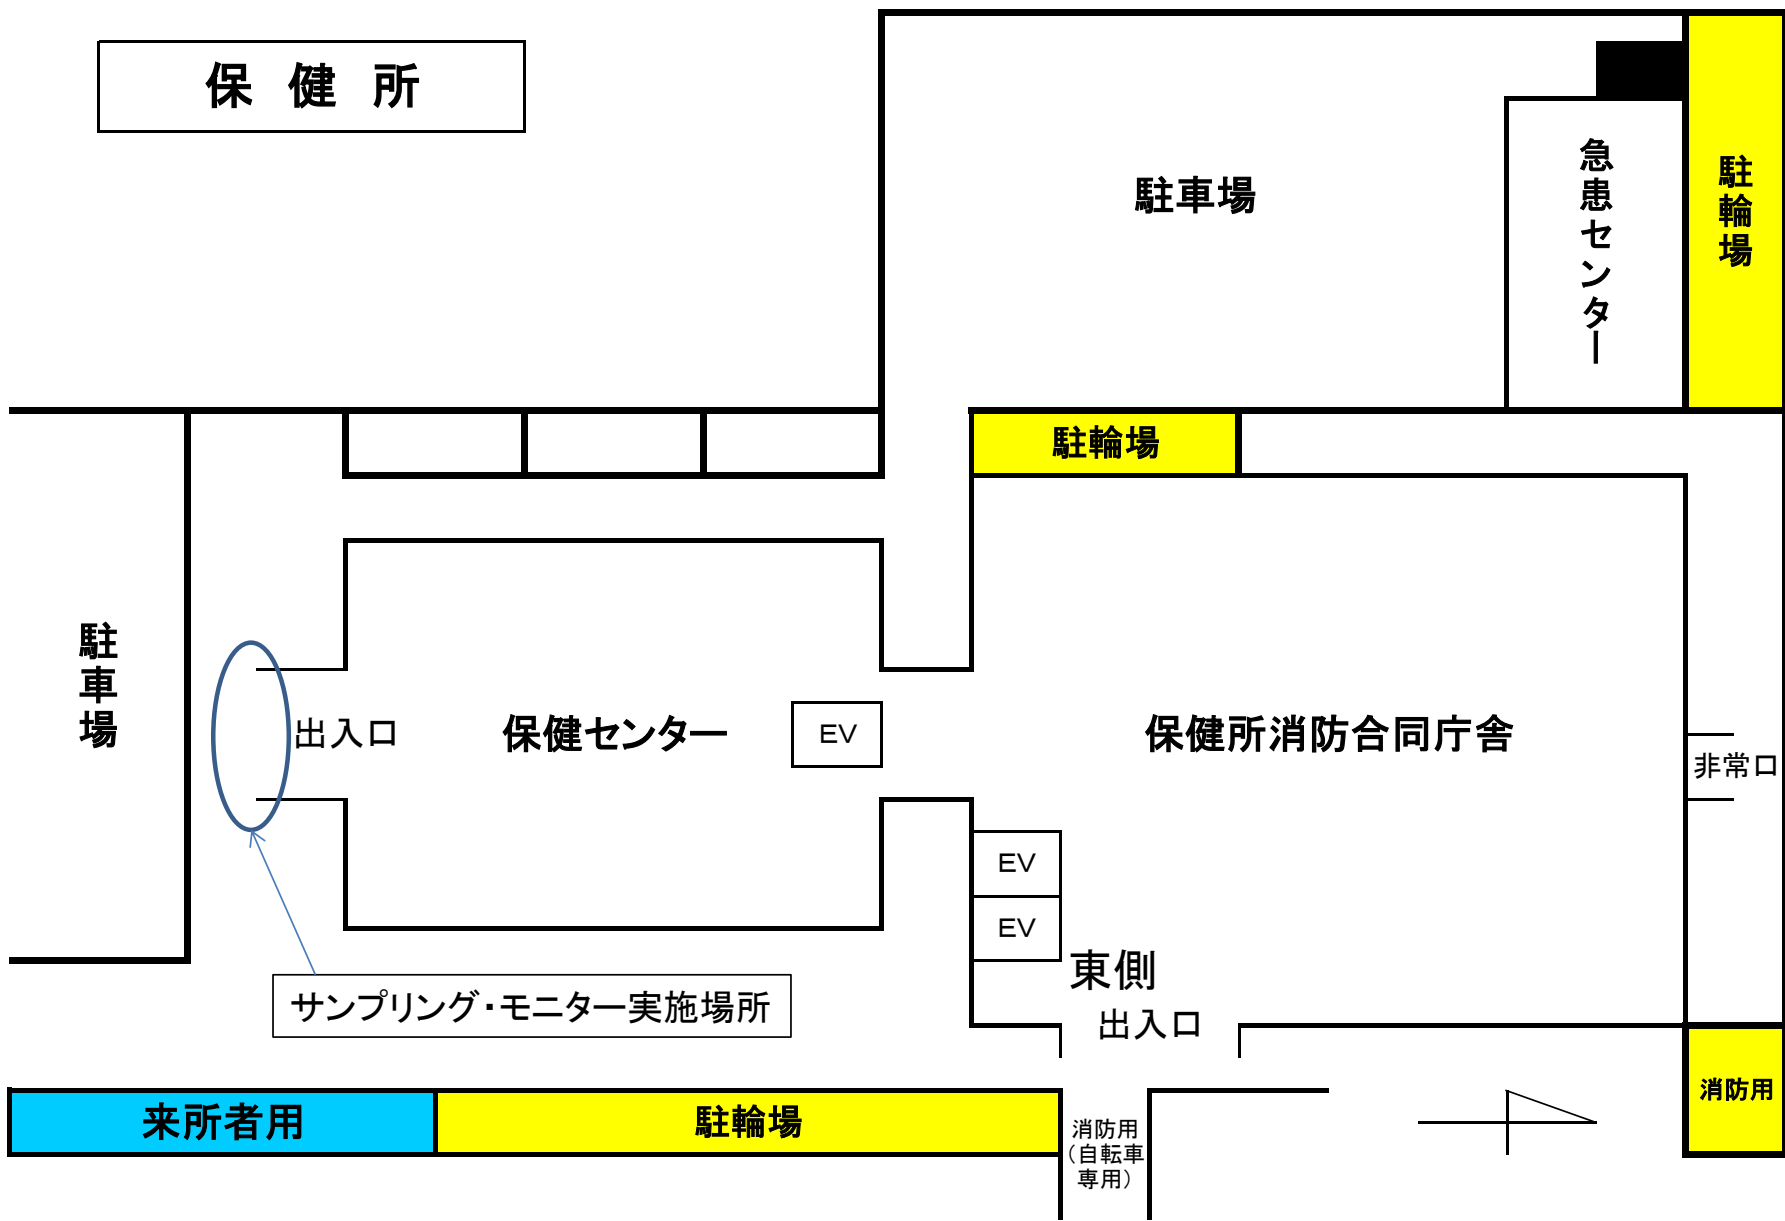 保健所
駐車場
急患センター
駐輪場
駐輪場
駐車場
出入口
保健センター
EV
保健所消防合同庁舎
非常口
EV
EV
東側
出入口
サンプリング・モニター実施場所
来所者用
駐輪場
消防用
（自転車
専用）
消防用